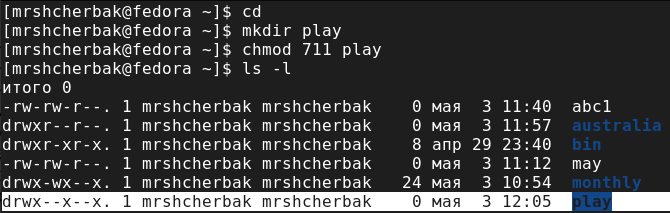 [mrshcherbak@fedora ~]$ cd
[mrshcherbak@fedora ~]$ mkdir play
[mrshcherbak@fedora ~]$ chmod 711 play
[mrshcherbak@fedora ~]$ ls -l
итого 0
-rw-rw-r--. 1 mrshcherbak mrshcherbak 0 мая 3 11:40 abc1
drwxr--r--. 1 mrshcherbak mrshcherbak 0 мая 3 11:57 australia
drwxr-xr-x. 1 mrshcherbak mrshcherbak 8 апр 29 23:40 bin
-rw-rw-r--. 1 mrshcherbak mrshcherbak 0 мая 3 11:12 may
drwx-wx--x. 1 mrshcherbak mrshcherbak 24 мая 3 10:54 monthly
drwx--x--x. 1 mrshcherbak mrshcherbak 0 мая 3 12:05 play